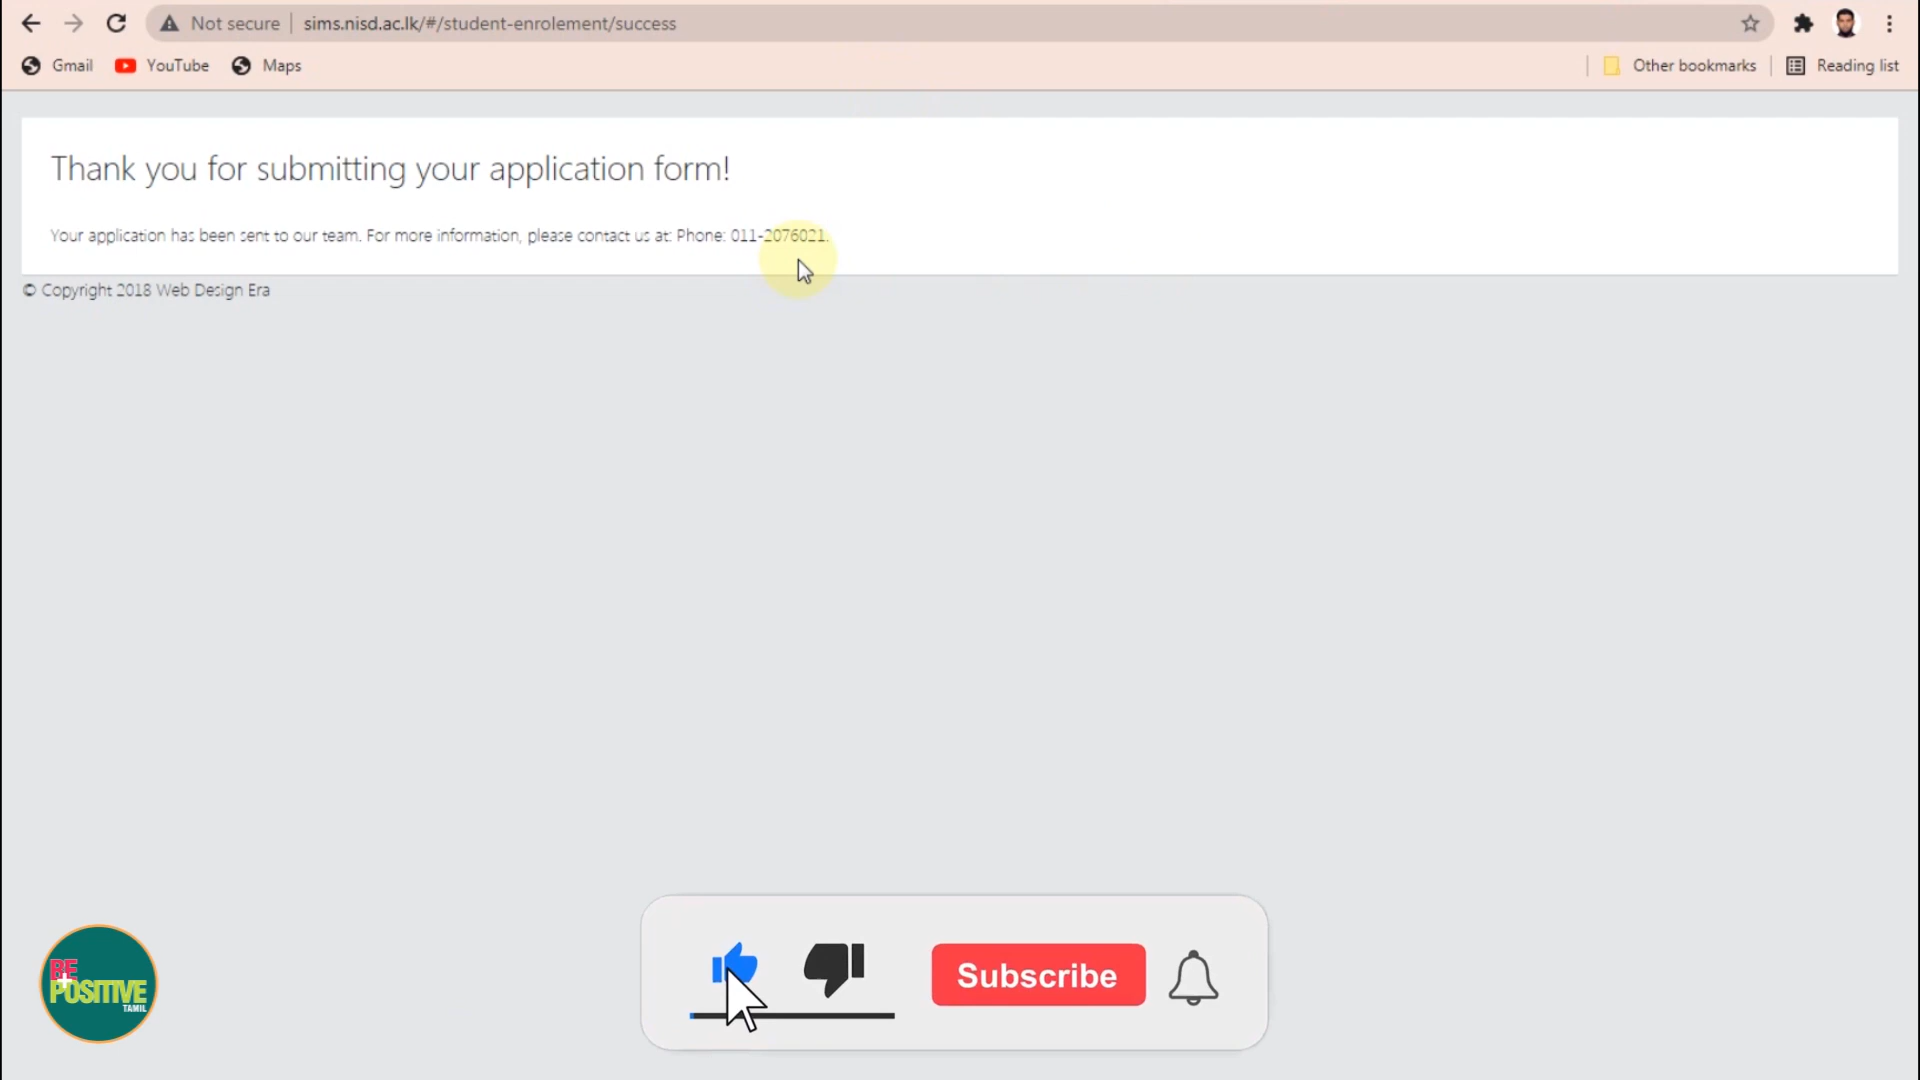 Not secure
sims.nisd.ac.lk/#/student-enrolement/success
Gmail
YouTube
Maps
Other bookmarks
Reading list
Thank you for submitting your application form!
Your application has been sent to our team. For more information, please contact us at: Phone: 011-2076021.
© Copyright 2018 Web Design Era
BE
POSITIVE
TAMIL
Subscribe